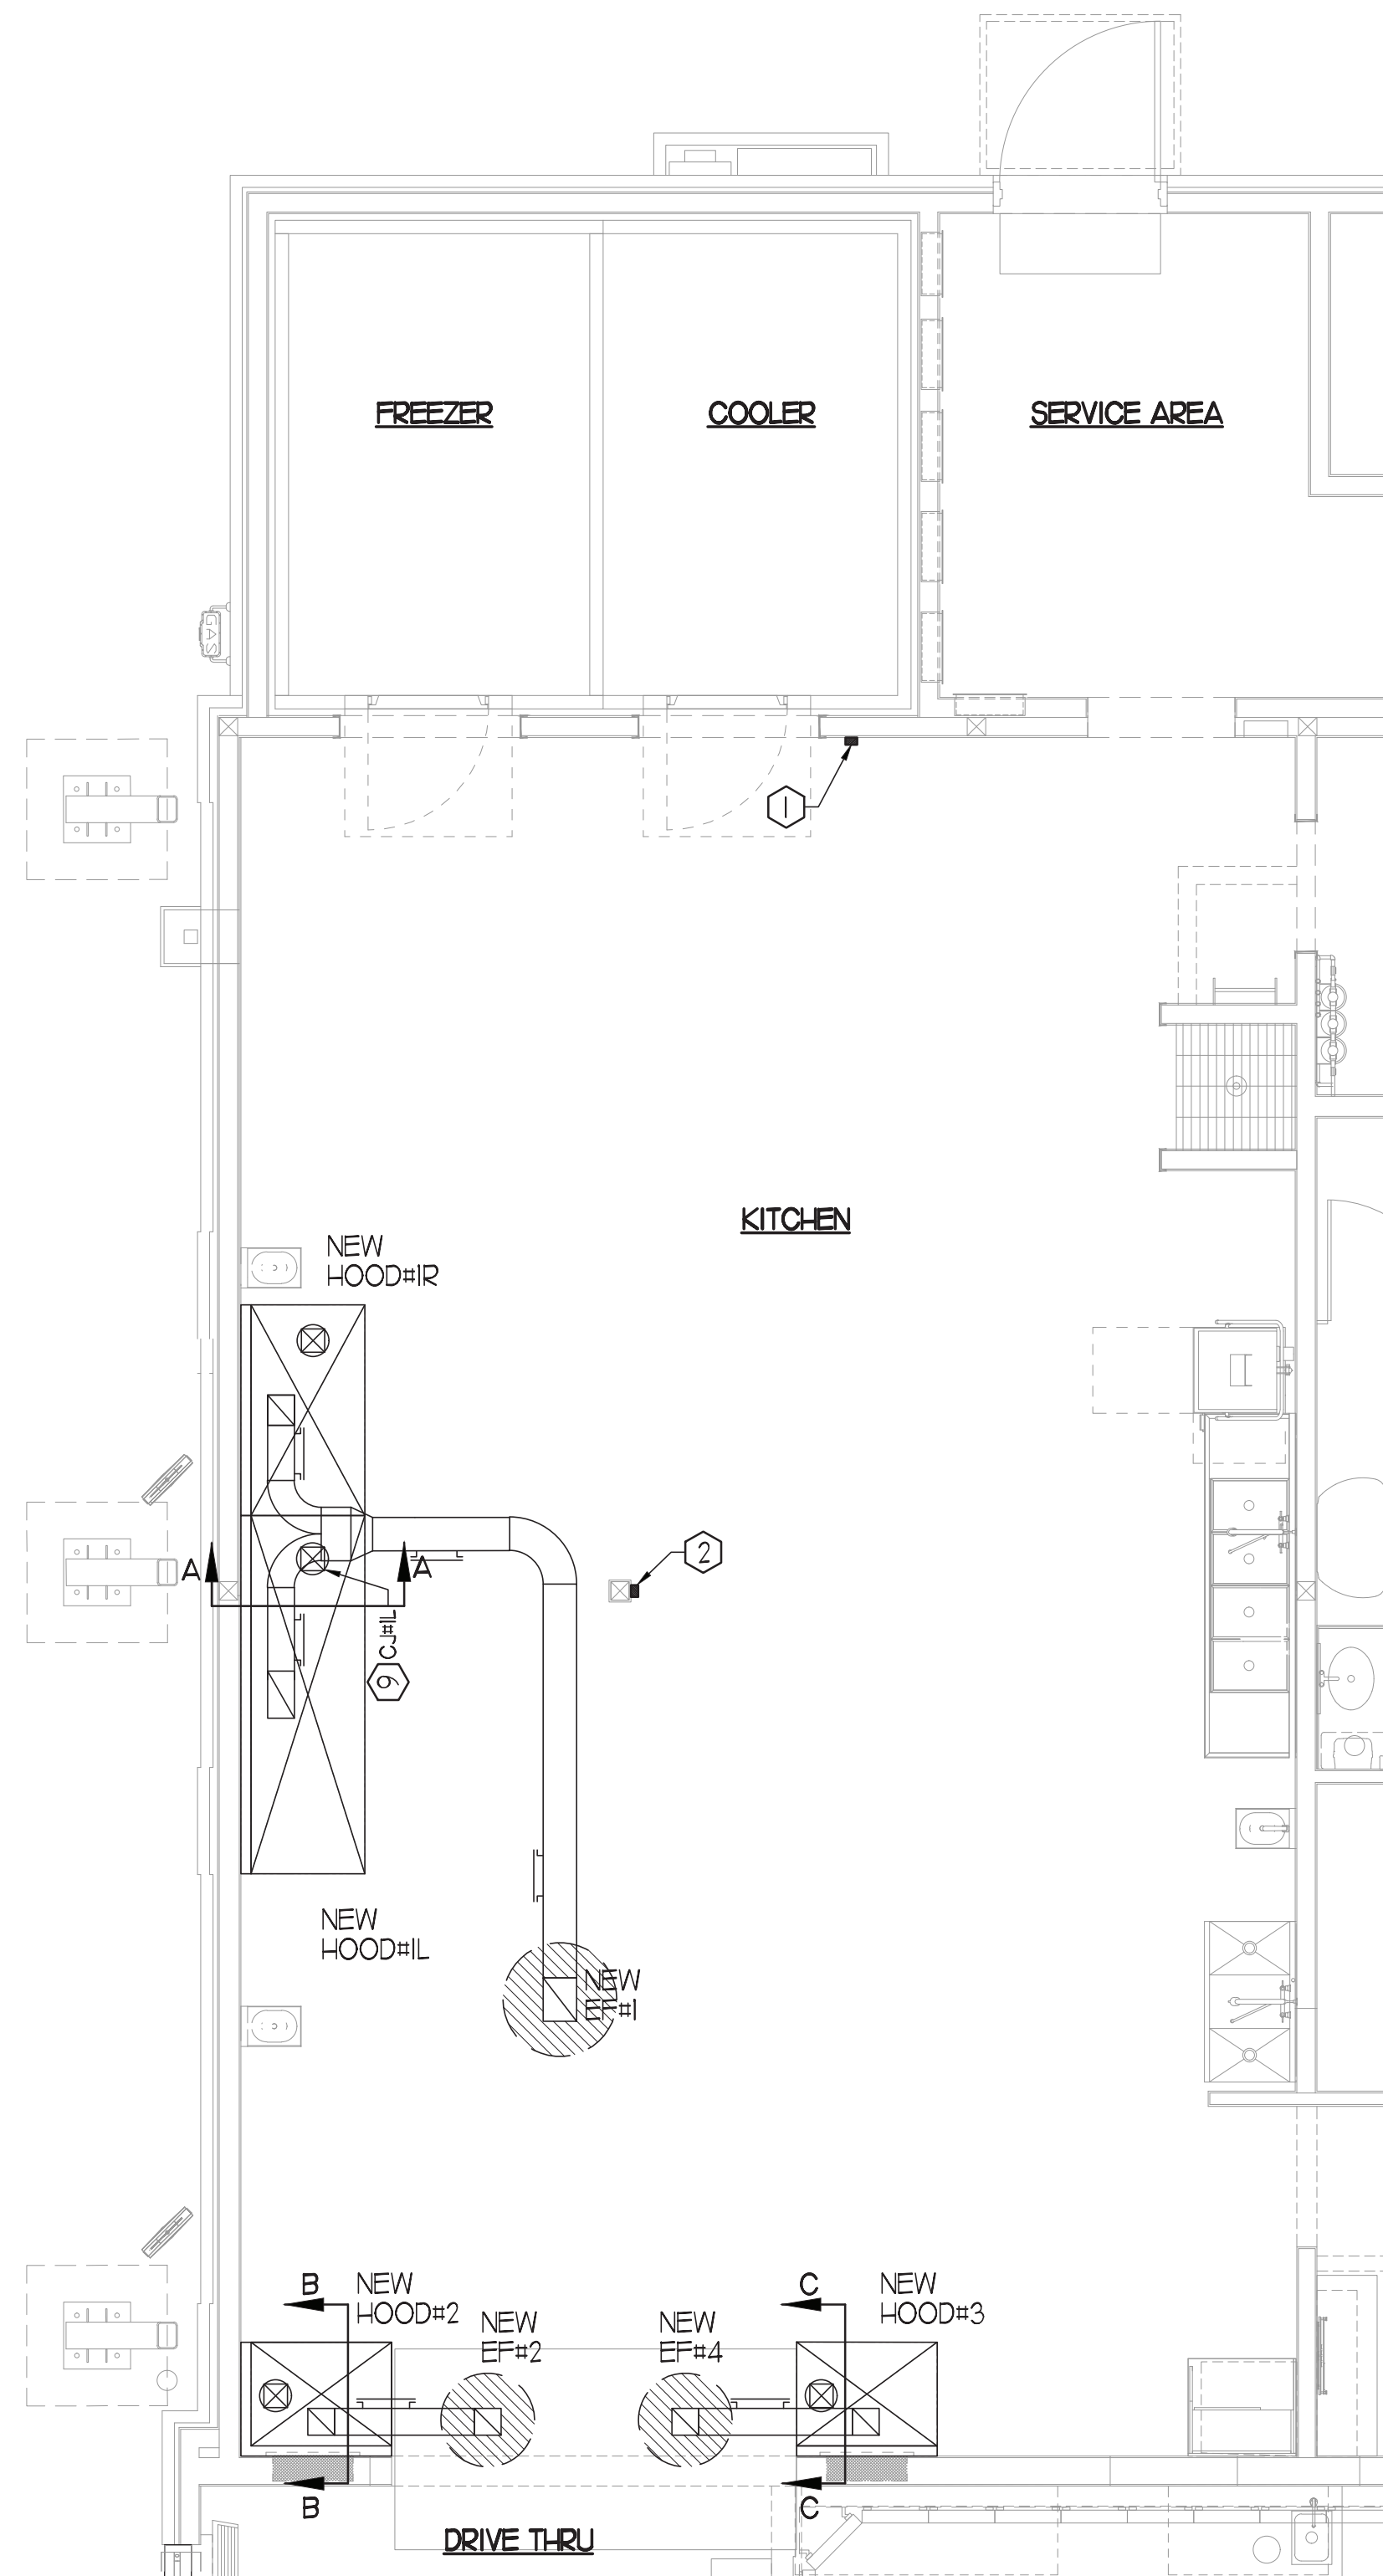 FREEZER
COOLER
SERVICE AREA
GAS
1
KITCHEN
NEW
HOOD#1R
2
A
A
CJ#1L
9
NEW
HOOD#1L
NEW
EF#1
B
NEW
HOOD#2
C
NEW
HOOD#3
NEW
EF#2
NEW
EF#4
B
C
DRIVE THRU